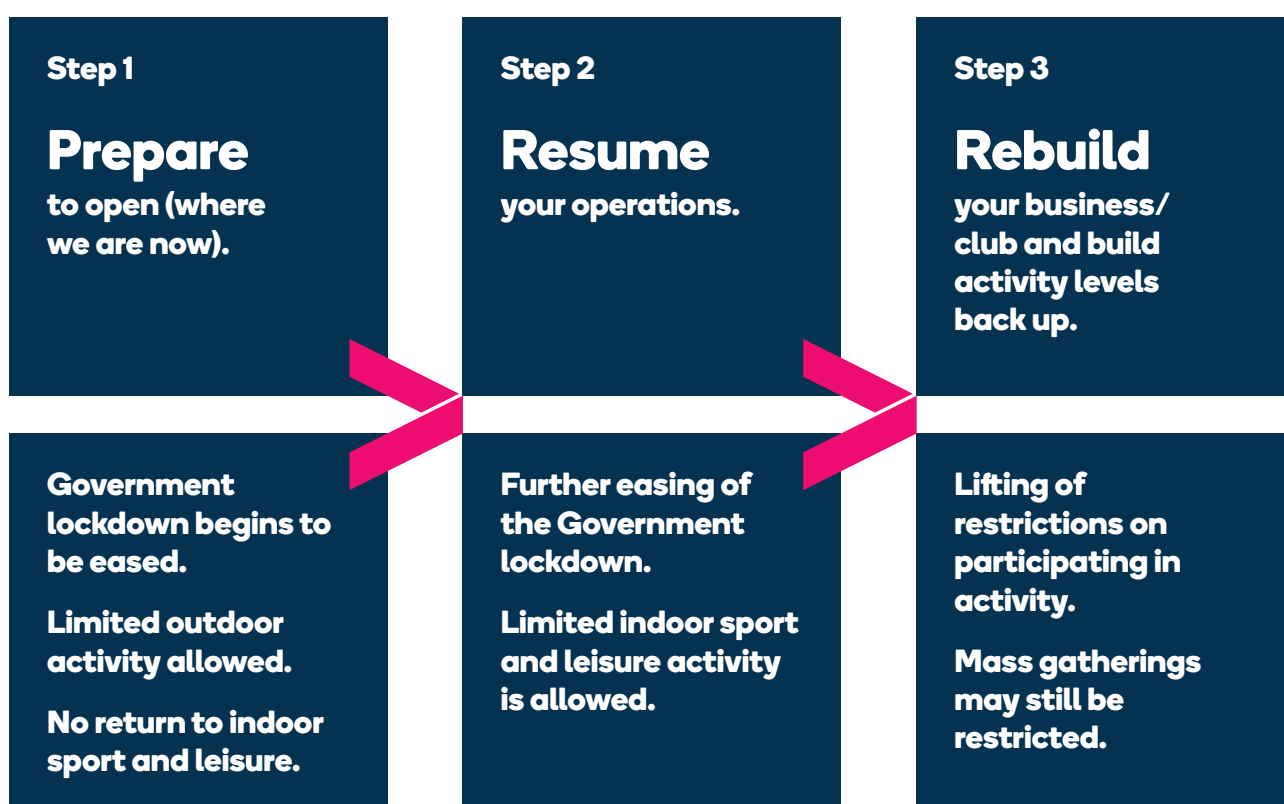 Step 1
Prepare
to open (where
we are now).
Government
lockdown begins to
be eased.
Limited outdoor
activity allowed.
No return to indoor
sport and leisure.
Step 2
Resume
your operations.
Further easing of
the Government
lockdown.
Limited indoor sport
and leisure activity
is allowed.
Step 3
Rebuild
your business/
club and build
activity levels
back up.
Lifting of
restrictions on
participating in
activity.
Mass gatherings
may still be
restricted.